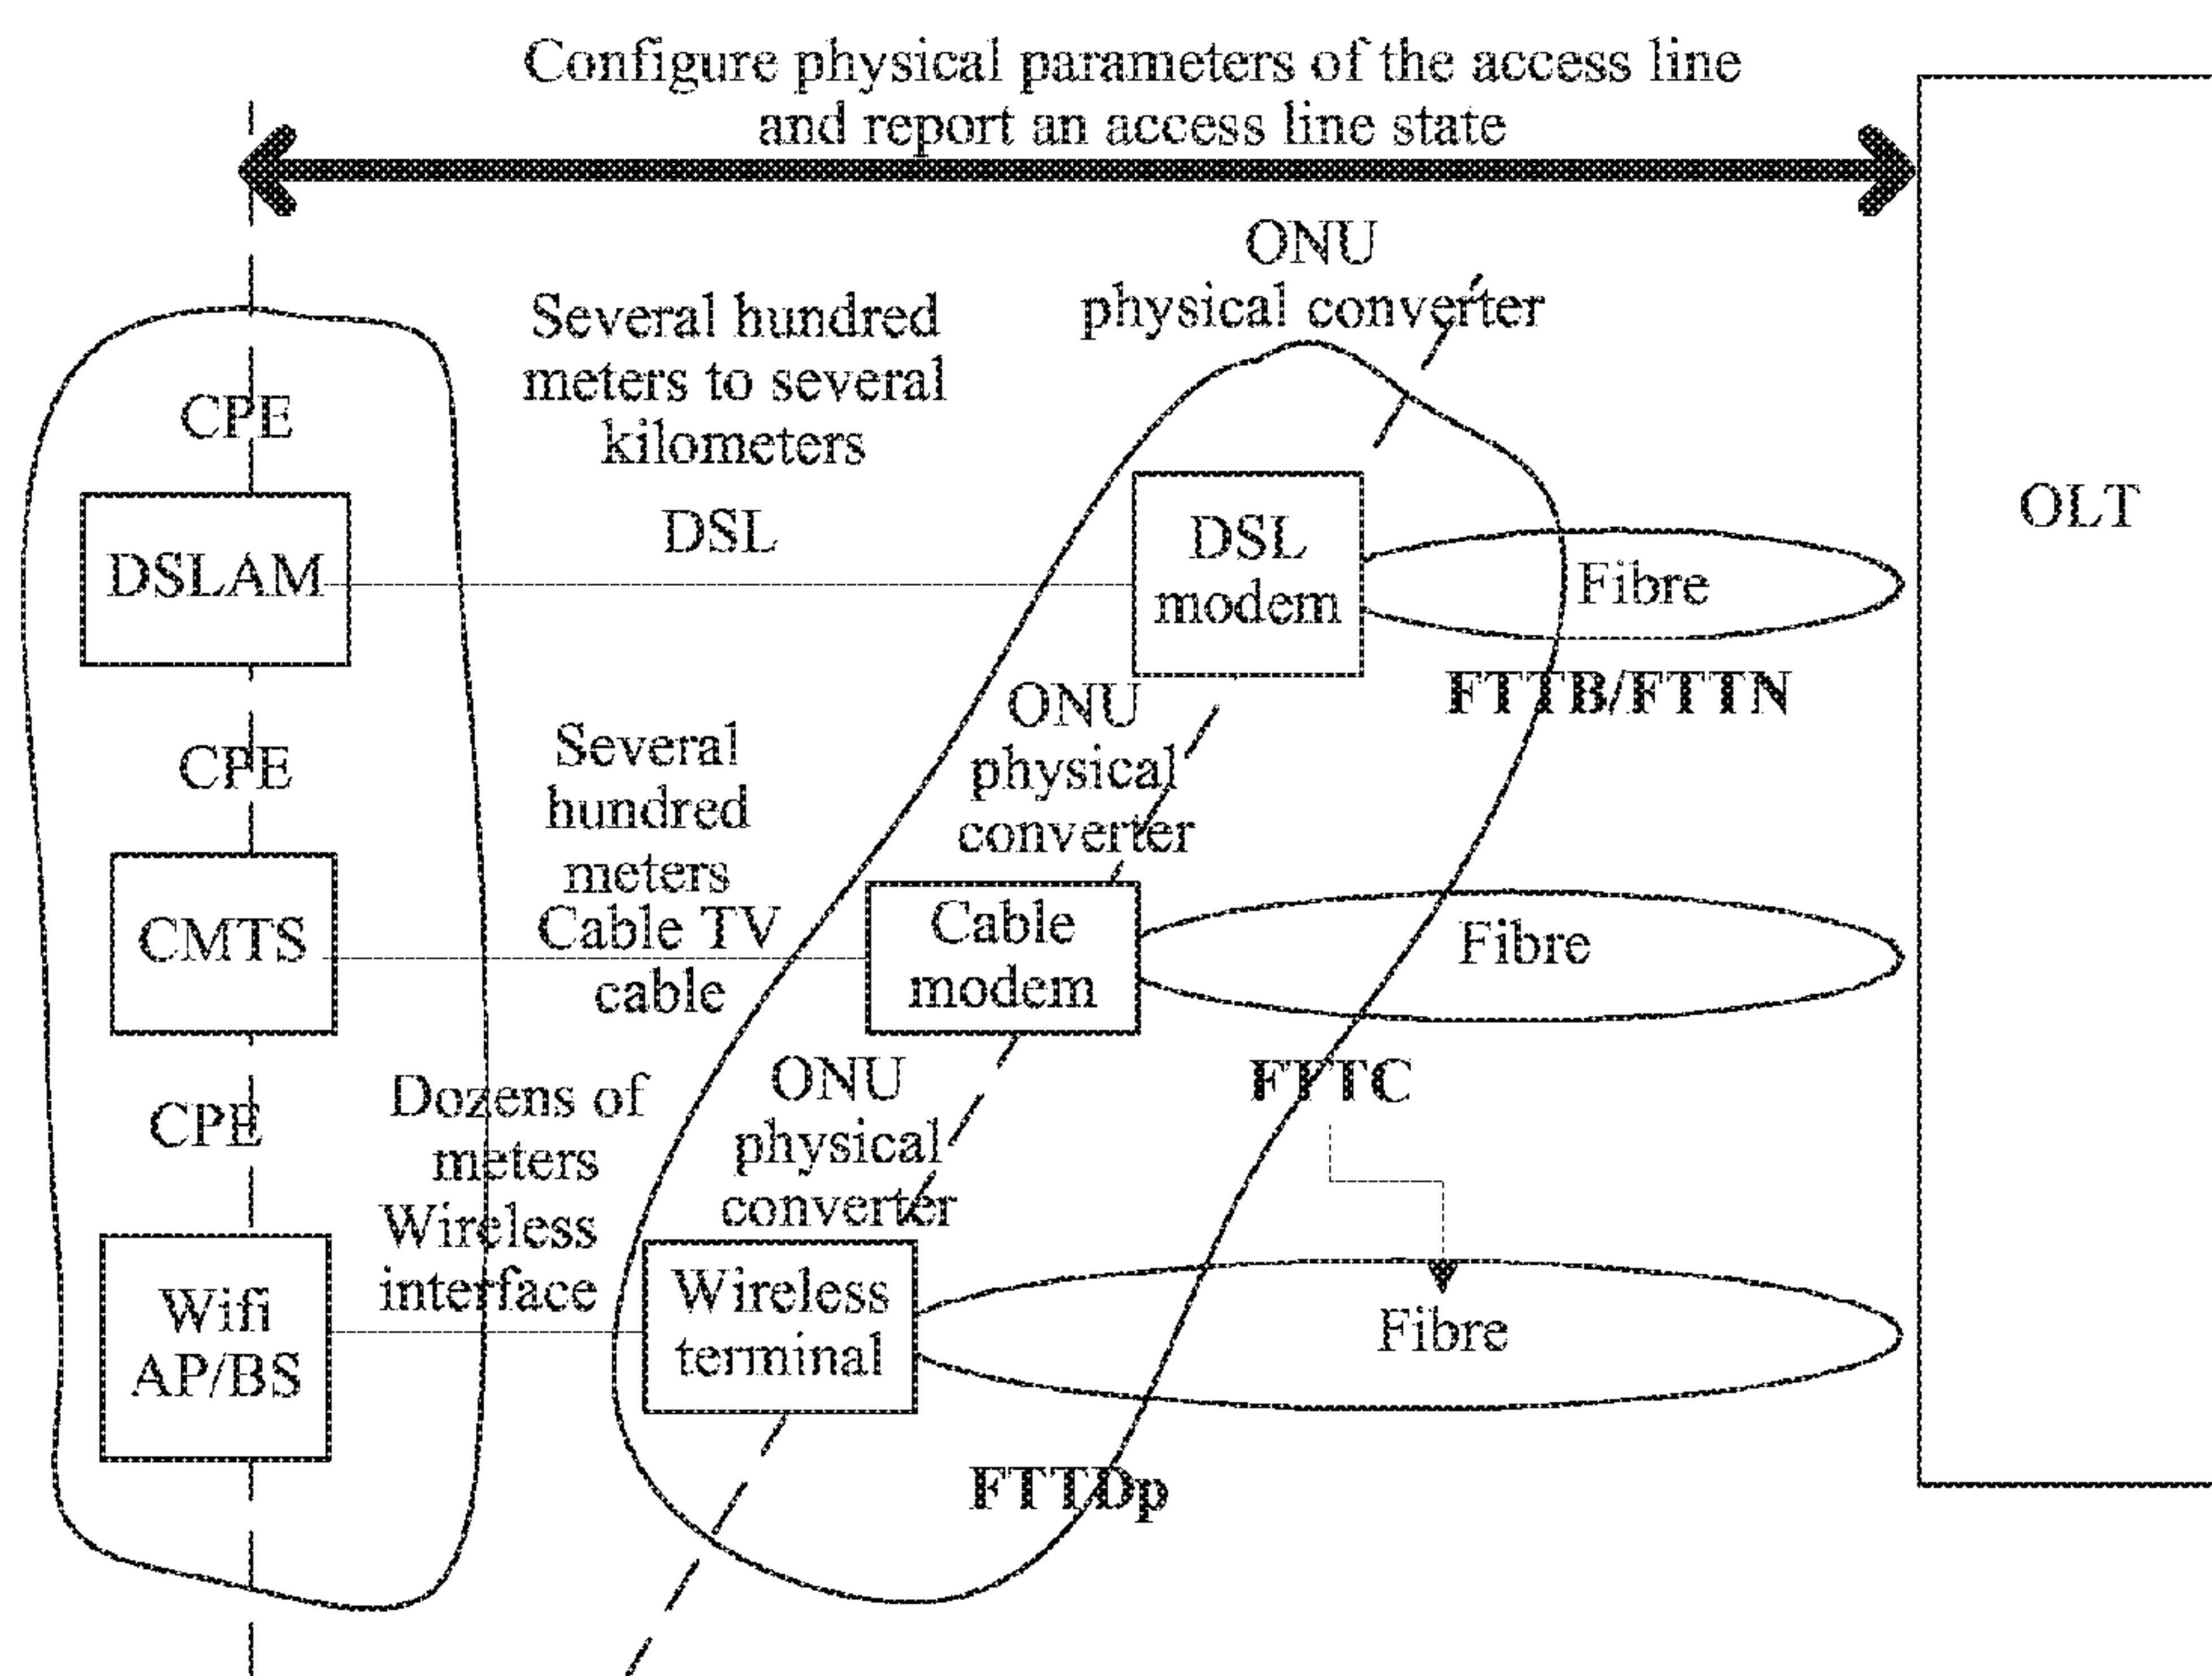 Configure physical parameters of the access line
and report an access line state
ONU
physical converter
Several hundred
meters to several
kilometers
CPE
DSLAM
DSL
DSL
modem
Fibre
OLT
FTTB/FTTN
CPE
Several
hundred
meters
ONU
physical
converter
CMTS
Cable TV
cable
Cable
modem
Fibre
FTTC
CPE
Dozens of
meters
Wireless
interface
ONU
physical
converter
Wifi
AP/BS
Wireless
terminal
Fibre
FTTDp